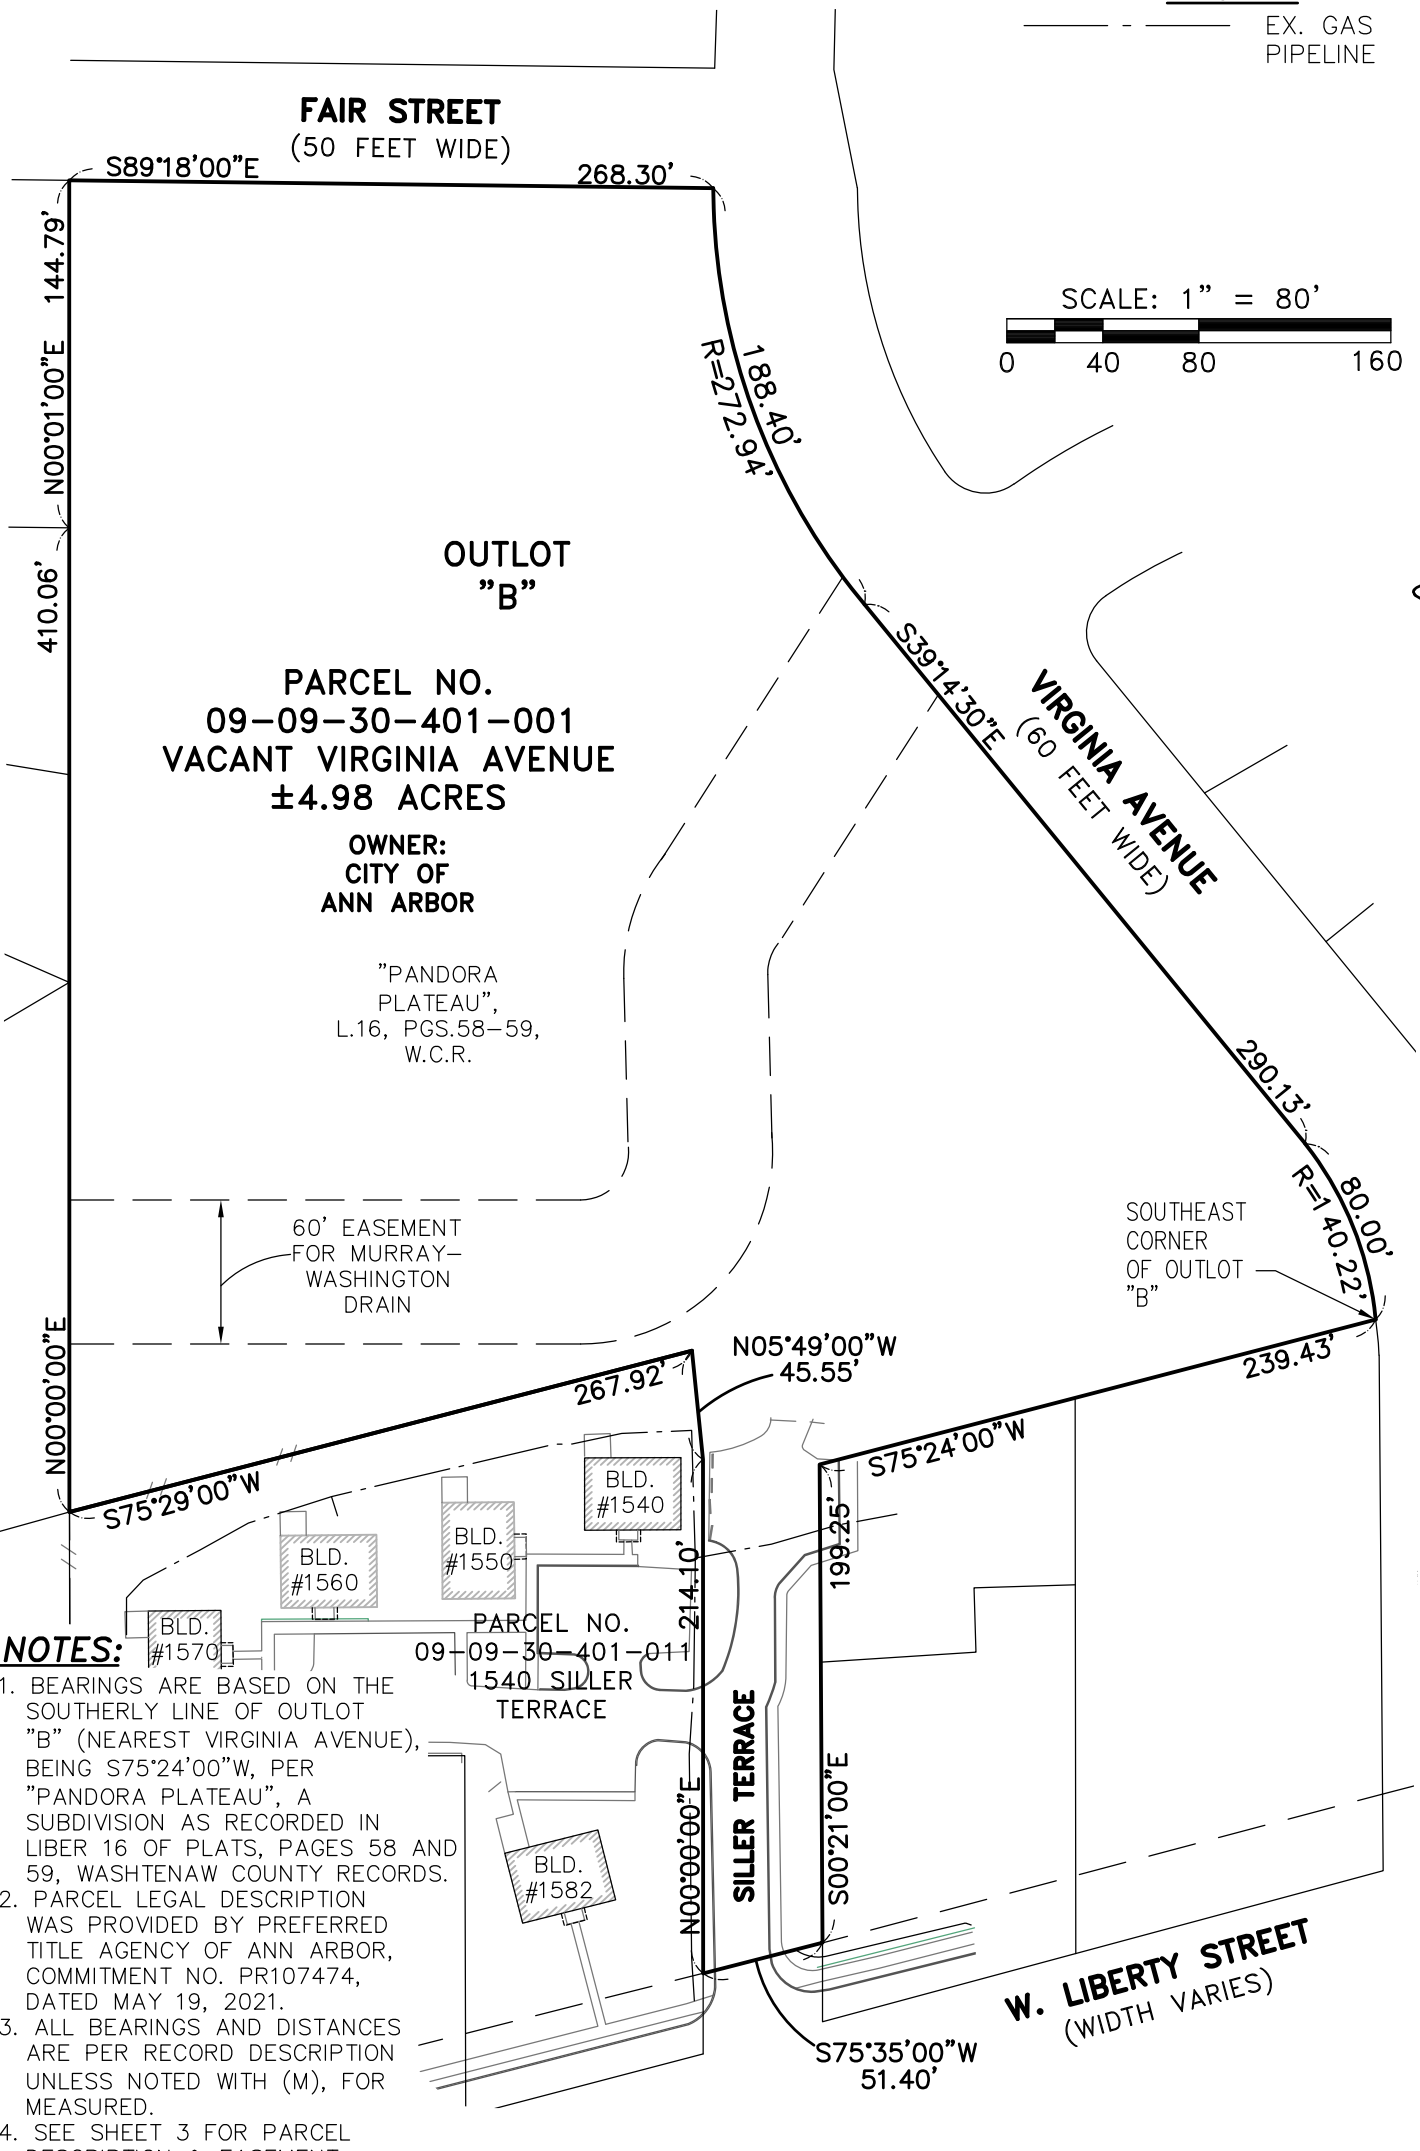 EX. GAS
PIPELINE
FAIR STREET
(50 FEET WIDE)
S89°18'00"E
268.30'
144.79'
N00°01'00"E
SCALE: 1" = 80'
0 40 80 160
188.40'
R=272.94'
OUTLOT
"B"
410.06'
S39°14'30"E
PARCEL NO.
09-09-30-401-001
VACANT VIRGINIA AVENUE
±4.98 ACRES
VIRGINIA AVENUE
(60 FEET WIDE)
OWNER:
CITY OF
ANN ARBOR
"PANDORA
PLATEAU",
L.16, PGS.58-59,
W.C.R.
290.13'
80.00'
R=140.22'
SOUTHEAST
CORNER
OF OUTLOT
"B"
60' EASEMENT
FOR MURRAY-
WASHINGTON
DRAIN
N00°00'00"E
N05°49'00"W
45.55'
239.43'
267.92'
S75°24'00"W
S75°29'00"W
BLD.
#1540
BLD.
#1550
BLD.
#1560
BLD.
#1570
199.25'
214.10'
PARCEL NO.
09-09-30-401-011
1540 SILLER
TERRACE
SILLER TERRACE
N00°00'00"E
S00°21'00"E
BLD.
#1582
W. LIBERTY STREET
(WIDTH VARIES)
S75°35'00"W
51.40'
NOTES:
1. BEARINGS ARE BASED ON THE
SOUTHERLY LINE OF OUTLOT
"B" (NEAREST VIRGINIA AVENUE),
BEING S75°24'00"W, PER
"PANDORA PLATEAU", A
SUBDIVISION AS RECORDED IN
LIBER 16 OF PLATS, PAGES 58 AND
59, WASHTENAW COUNTY RECORDS.
2. PARCEL LEGAL DESCRIPTION
WAS PROVIDED BY PREFERRED
TITLE AGENCY OF ANN ARBOR,
COMMITMENT NO. PR107474,
DATED MAY 19, 2021.
3. ALL BEARINGS AND DISTANCES
ARE PER RECORD DESCRIPTION
UNLESS NOTED WITH (M), FOR
MEASURED.
4. SEE SHEET 3 FOR PARCEL